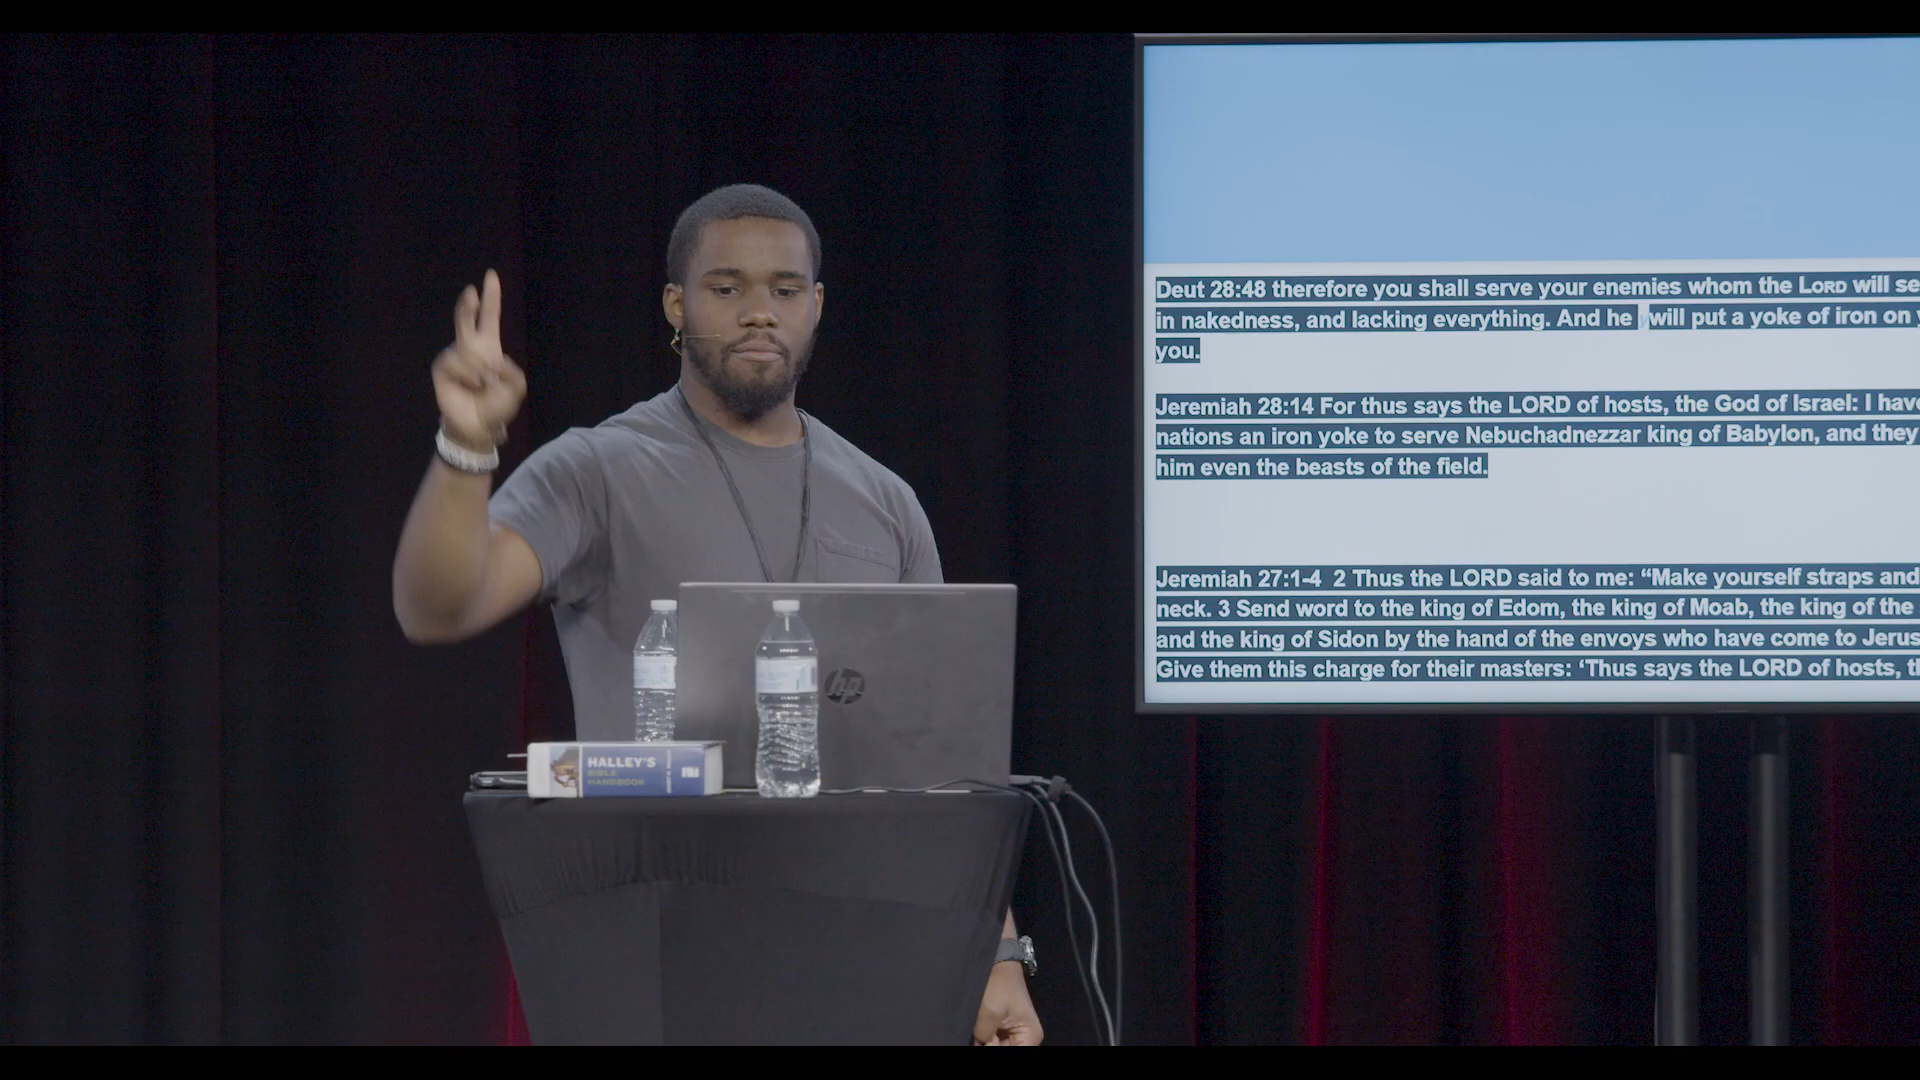 Deut 28:48 therefore you shall serve your enemies whom the LORD will se
in nakedness, and lacking everything. And he will put a yoke of iron on
you.
Jeremiah 28:14 For thus says the LORD of hosts, the God of Israel: I have
nations an iron yoke to serve Nebuchadnezzar king of Babylon, and they
him even the beasts of the field.
Jeremiah 27:1-4 2 Thus the LORD said to me: “Make yourself straps and
neck. 3 Send word to the king of Edom, the king of Moab, the king of the
and the king of Sidon by the hand of the envoys who have come to Jerus
Give them this charge for their masters: ‘Thus says the LORD of hosts, th
hp
HALLEY'S
BIBLE
HANDBOOK